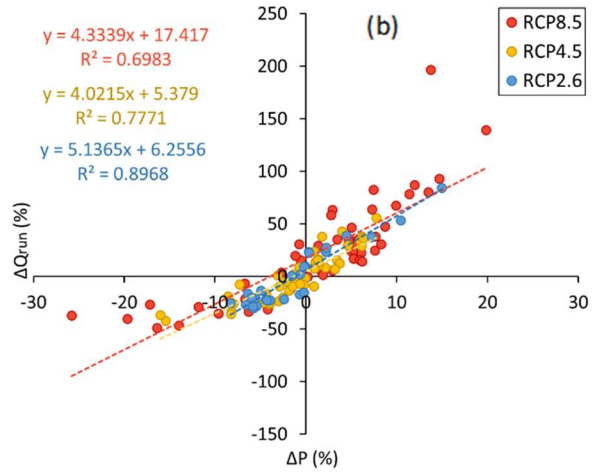 (b)
y = 4.3339x + 17.417
R² = 0.6983
y = 4.0215x + 5.379
R² = 0.7771
y = 5.1365x + 6.2556
R² = 0.8968
RCP8.5
RCP4.5
RCP2.6
250
200
150
100
50
0
-50
-100
-150
-30
-20
-10
0
10
20
30
ΔQrun (%)
ΔP (%)